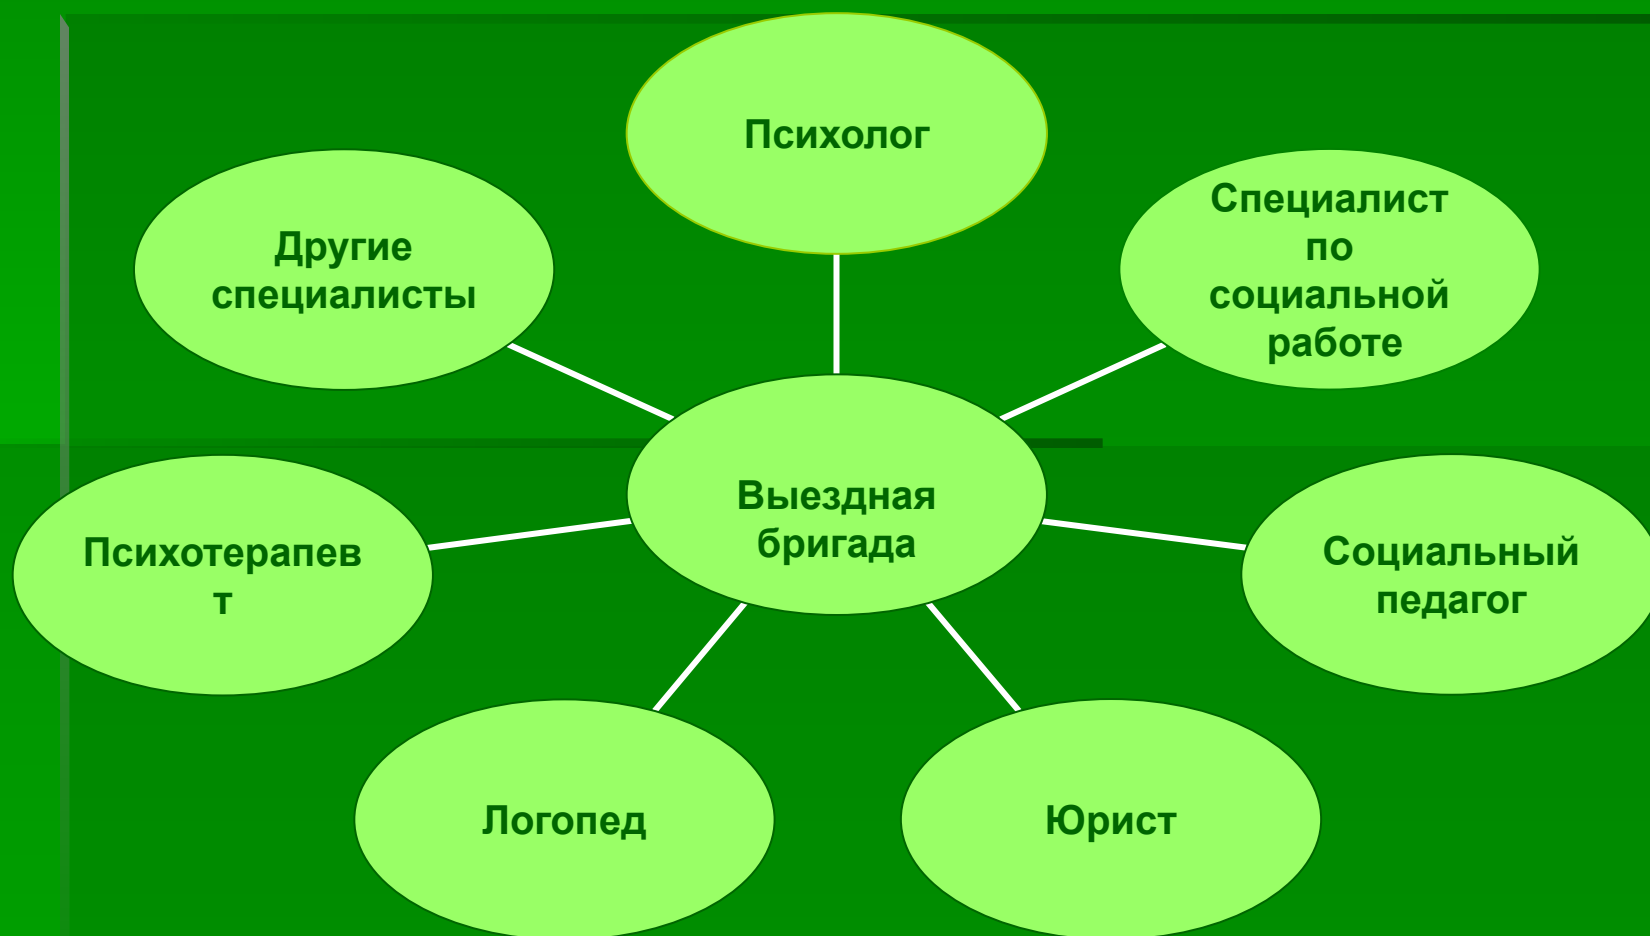 Психолог
Специалист
по
социальной
работе
Другие
специалисты
Выездная
бригада
Психотерапев
т
Социальный
педагог
Логопед
Юрист